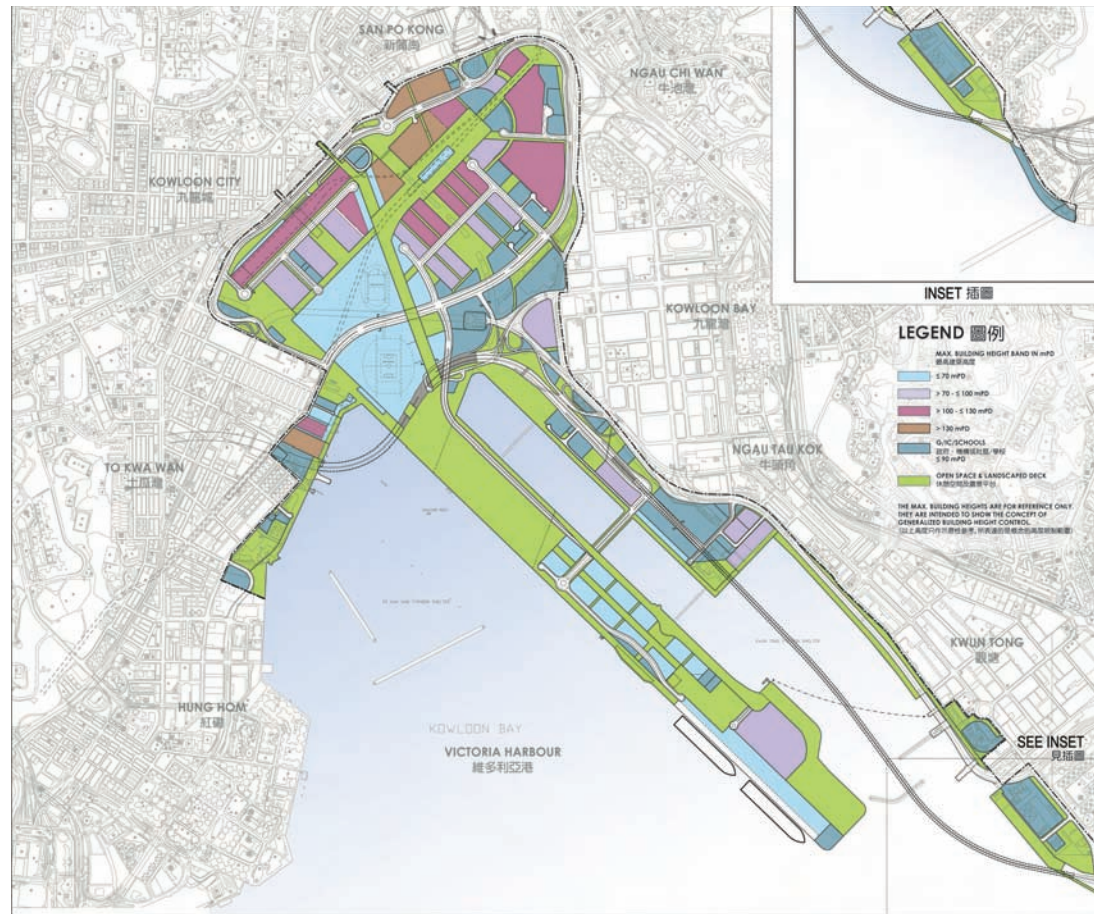 SAN PO KONG
新蒲崗
NGAU CHI WAN
牛池灣
KOWLOON CITY
九龍城
INSET 插圖
KOWLOON BAY
九龍灣
LEGEND 圖例
MAX. BUILDING HEIGHT BAND IN mPD
最高建築高度
≤ 70 mPD
> 70 - ≤ 100 mPD
> 100 - ≤ 130 mPD
> 130 mPD
G/IC/SCHOOLS
政府、機構或社區/學校
≤ 90 mPD
OPEN SPACE & LANDSCAPED DECK
休憩空間及園景平台
THE MAX. BUILDING HEIGHTS ARE FOR REFERENCE ONLY
THEY ARE INTENDED TO SHOW THE CONCEPT OF
GENERALIZED BUILDING HEIGHT CONTROL.
NGAU TAU KOK
牛頭角
TO KWA WAN
土瓜灣
KWUN TONG
觀塘
HUNG HOM
紅磡
KOWLOON BAY
VICTORIA HARBOUR
維多利亞港
SEE INSET
見插圖